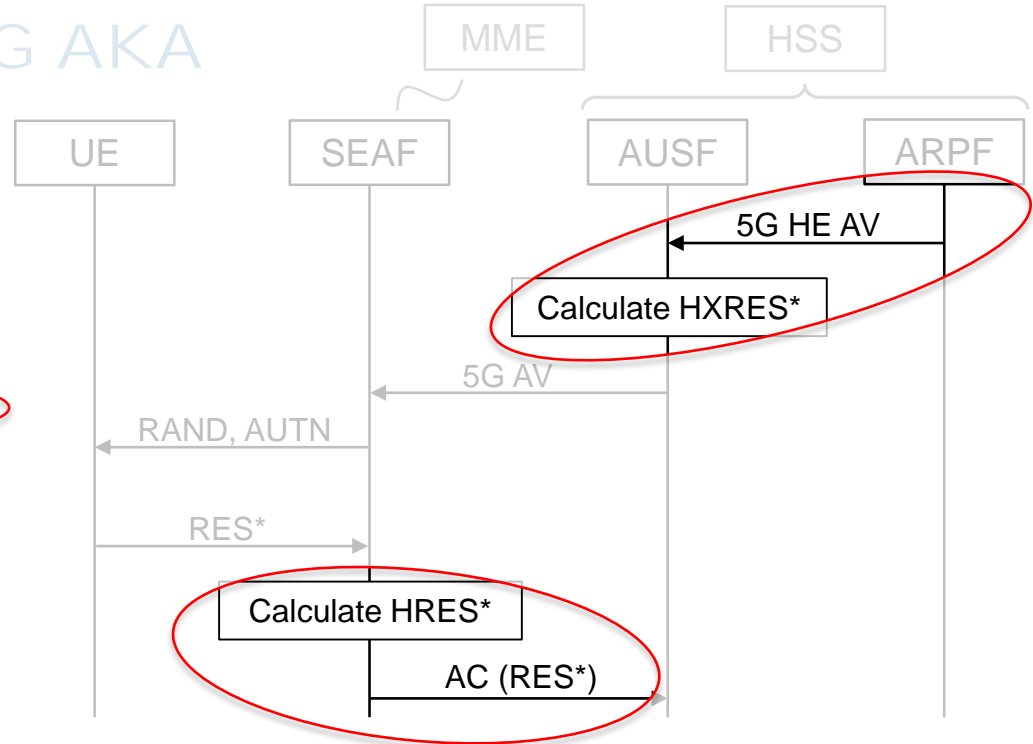 G AKA
MME
HSS
UE
SEAF
AUSF
ARPF
5G HE AV
Calculate HXRES*
5G AV
RAND, AUTN
RES*
Calculate HRES*
AC (RES*)